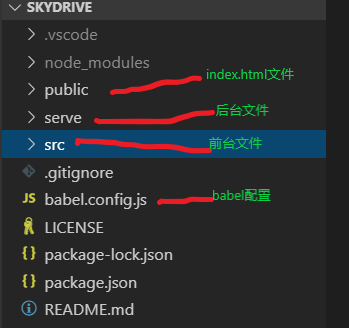 SKYDRIVE
.vscode
node_modules
public index.html文件
serve 后台文件
src 前台文件
.gitignore
JS babel.config.js babel配置
LICENSE
{} package-lock.json
{} package.json
README.md